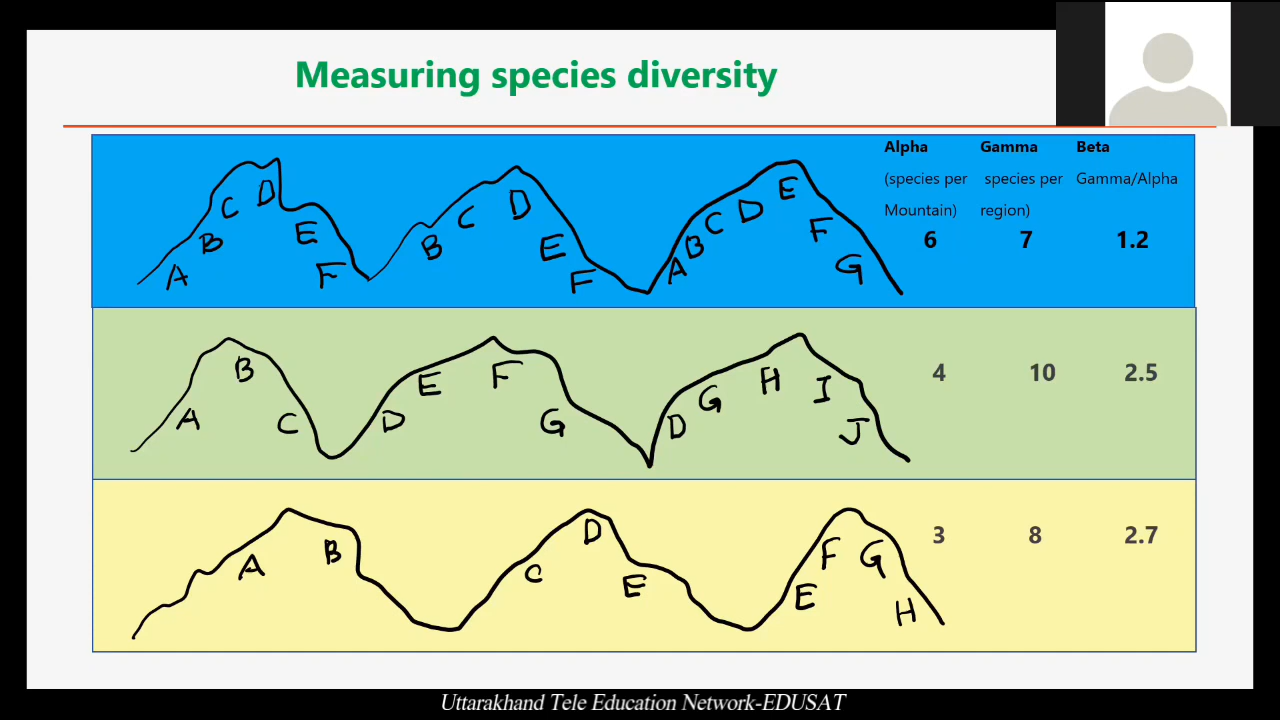 Measuring species diversity
Alpha Gamma Beta
(species per species per Gamma/Alpha
Mountain) region)
6 7 1.2
A B C D E F B C D E F A B C D E F G
4 10 2.5
A B C D E F G D G H I J
3 8 2.7
A B C D E E F G H
Uttarakhand Tele Education Network-EDUSAT